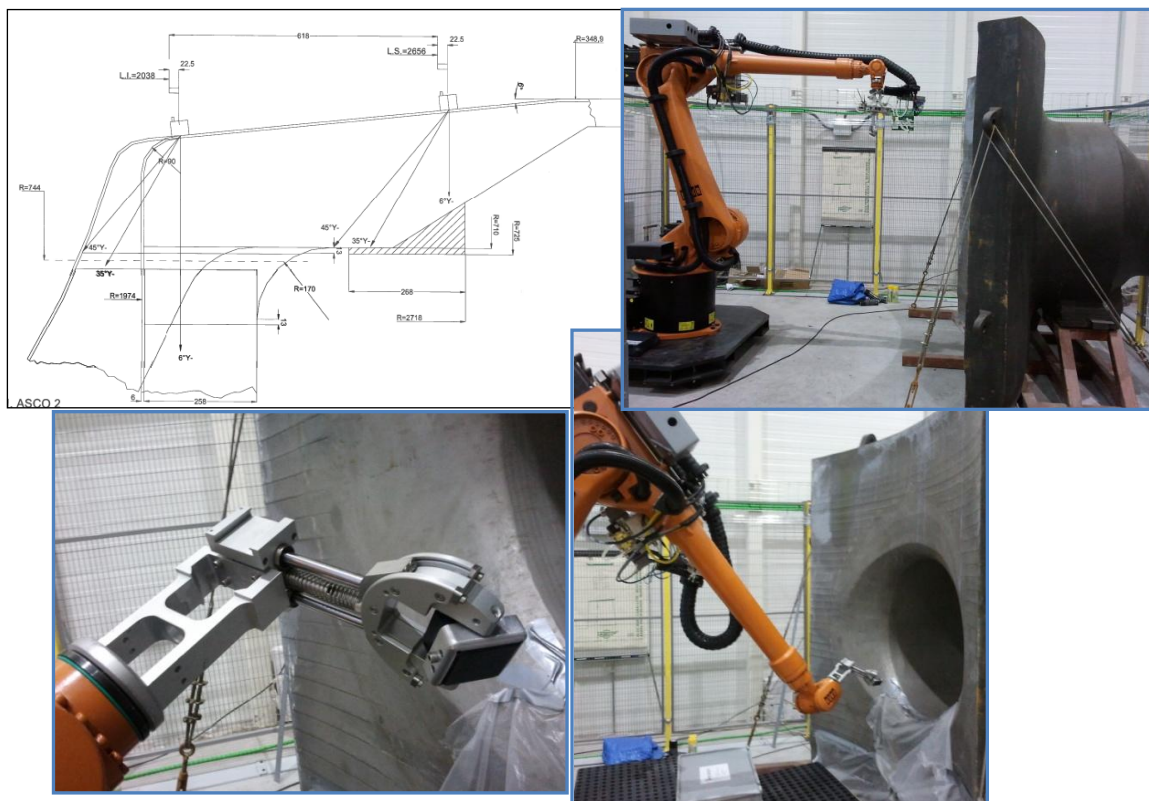 618
22.5
L.S.=2656
R=348,9
22.5
L.I.=2038
6°
R=90
R=744
6°Y-
45°Y-
45°Y-
35°Y-
35°Y-
R=710
R=726
13
R=1974
R=170
268
13
R=2718
6°Y-
6
258
LASCO 2